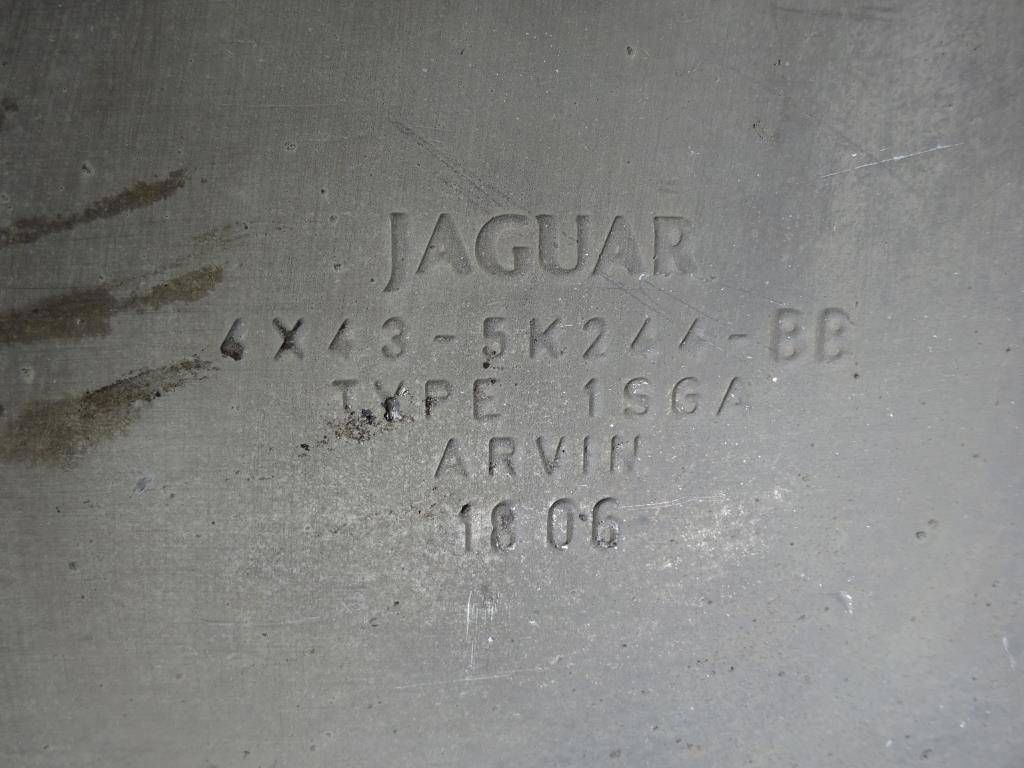 JAGUAR
4X43-5K244-BB
TYPE 1SGA
ARVIN
18 06